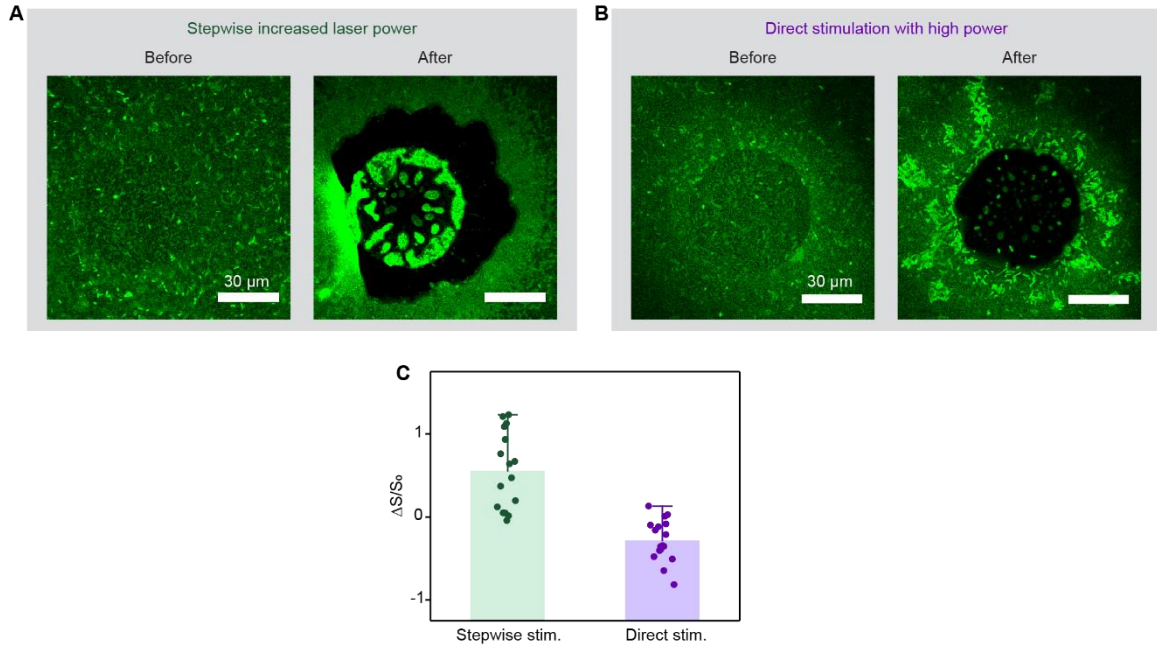 A
Stepwise increased laser power
Before
After
30 µm
B
Direct stimulation with high power
Before
After
30 µm
C
ΔS/S₀
1
0
-1
Stepwise stim.
Direct stim.